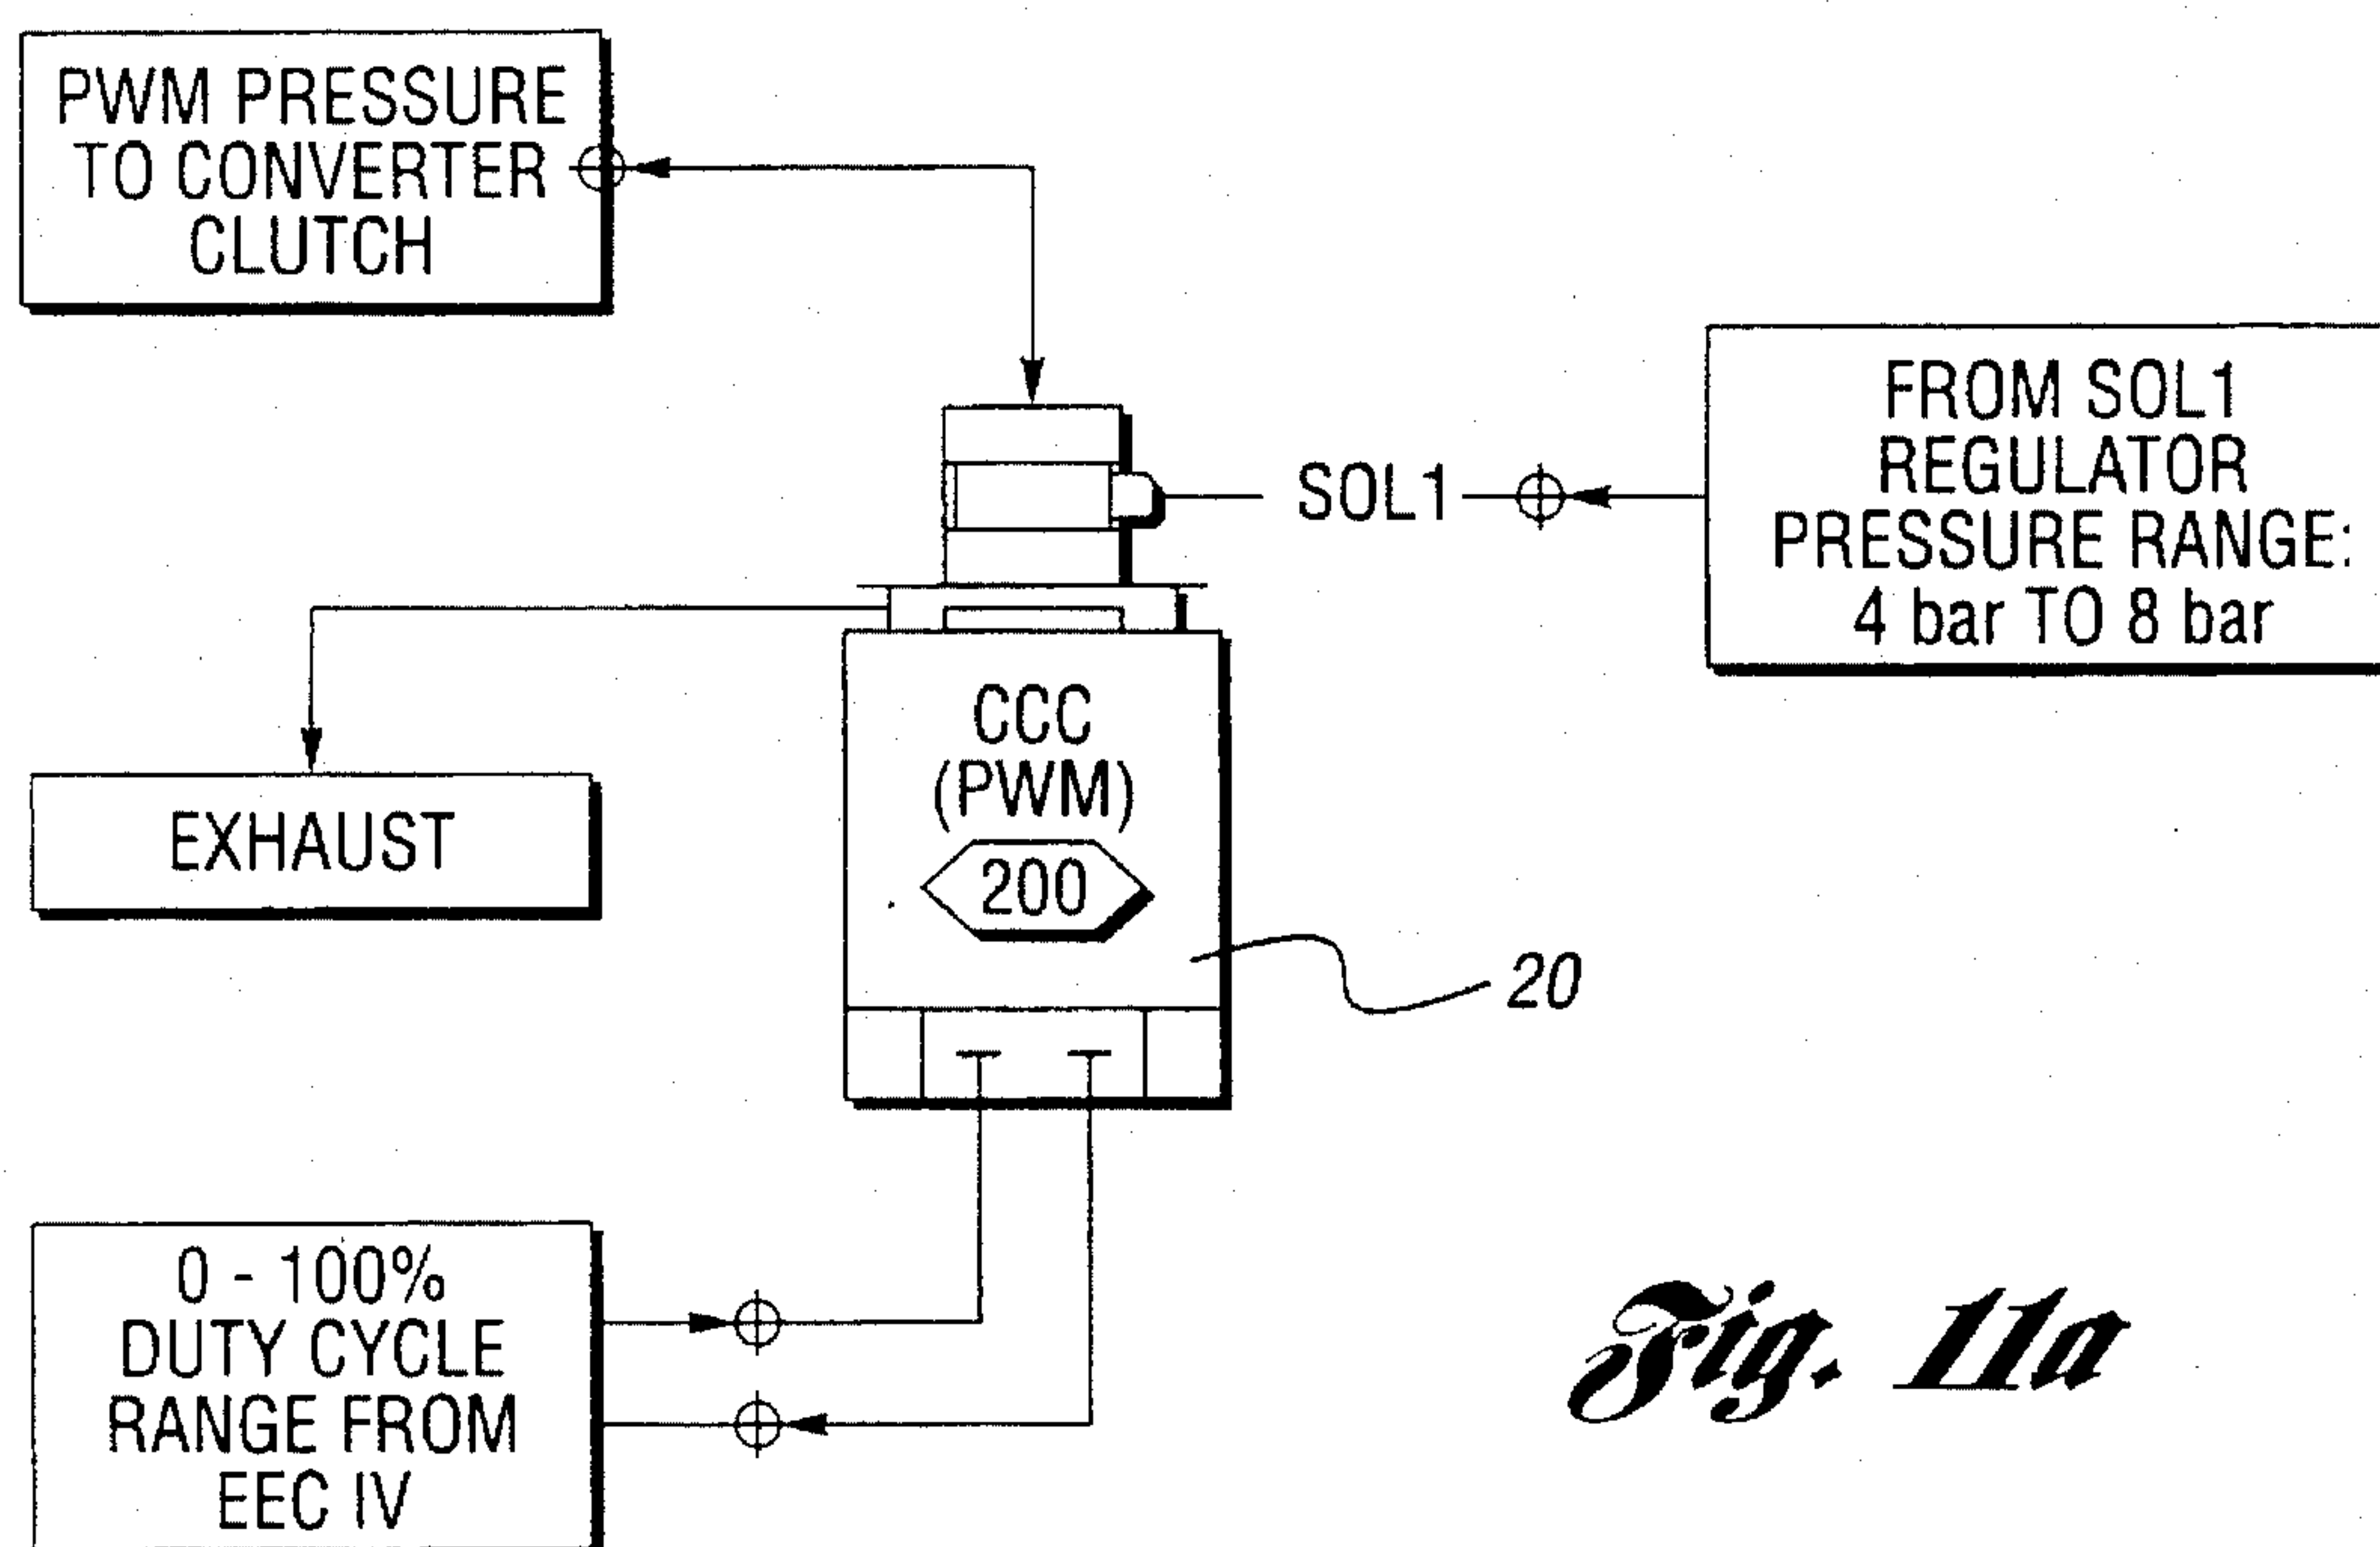 PWM PRESSURE
TO CONVERTER
CLUTCH
FROM SOL1
REGULATOR
PRESSURE RANGE:
4 bar TO 8 bar
SOL1
CCC
(PWM)
200
EXHAUST
20
0 - 100%
DUTY CYCLE
RANGE FROM
EEC IV
Fig. 11a